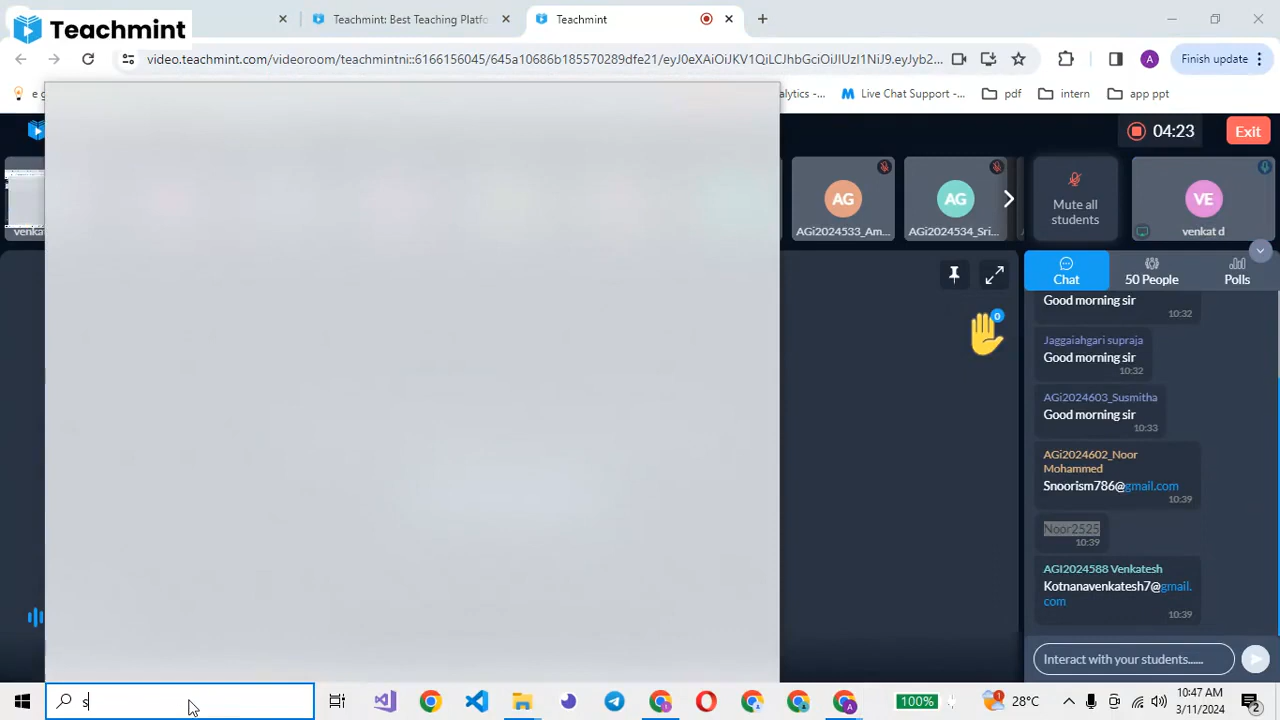 Teachmint: Best Teaching Platfo
Teachmint
Teachmint
video.teachmint.com/videoroom/teachmintnit6166156045/645a10686b185570289dfe21/eyJ0eXAiOiJKV1QiLCJhbGciOiJIUzI1NiJ9.eyJyb2...
A
Finish update
e g
alytics -...
Live Chat Support -...
pdf
intern
app ppt
04:23
Exit
AG
AG
Mute all
students
VE
venka
AGi2024533_Am...
AGi2024534_Sri...
venkat d
Chat
50 People
Polls
0
Good morning sir
10:32
Jaggaiahgari supraja
Good morning sir
10:32
AGi2024603_Susmitha
Good morning sir
10:33
AGi2024602_Noor
Mohammed
Snoorism786@gmail.com
10:39
Noor2525
10:39
AGI2024588 Venkatesh
Kotnanavenkatesh7@gmail.
com
10:39
Interact with your students......
s
100%
28°C
10:47 AM
3/11/2024
2